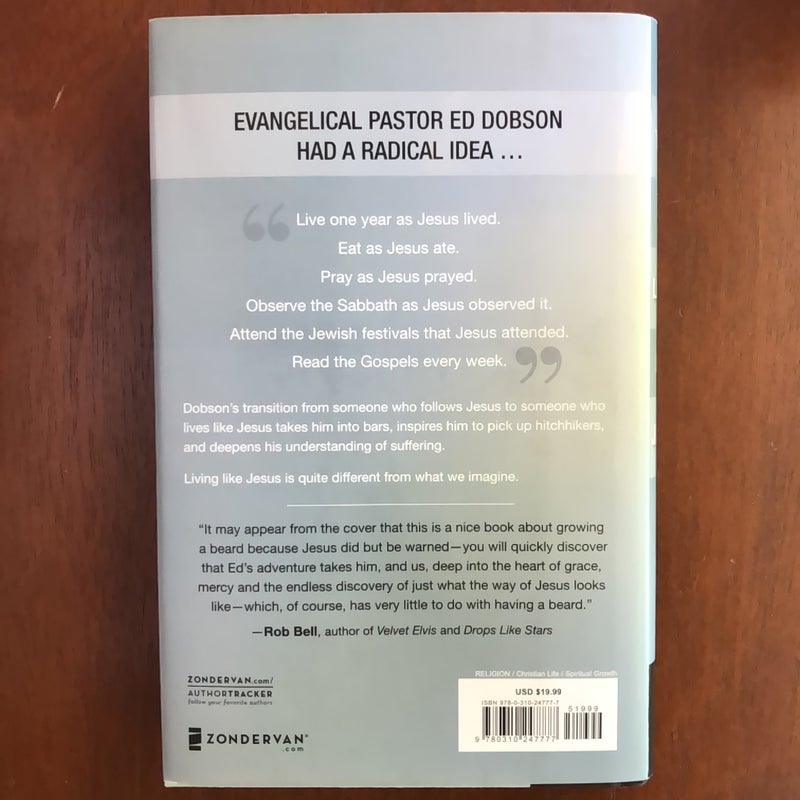 EVANGELICAL PASTOR ED DOBSON
HAD A RADICAL IDEA ...
“Live one year as Jesus lived.
Eat as Jesus ate.
Pray as Jesus prayed.
Observe the Sabbath as Jesus observed it.
Attend the Jewish festivals that Jesus attended.
Read the Gospels every week.”
Dobson's transition from someone who follows Jesus to someone who
lives like Jesus takes him into bars, inspires him to pick up hitchhikers,
and deepens his understanding of suffering.
Living like Jesus is quite different from what we imagine.
“It may appear from the cover that this is a nice book about growing
a beard because Jesus did but be warned—you will quickly discover
that Ed's adventure takes him, and us, deep into the heart of grace,
mercy and the endless discovery of just what the way of Jesus looks
like—which, of course, has very little to do with having a beard.”
—Rob Bell, author of Velvet Elvis and Drops Like Stars
ZONDERVAN.com/
AUTHORTRACKER
follow your favorite authors
ZONDERVAN®
.com
RELIGION / Christian Life / Spiritual Growth
USD $19.99
ISBN 978-0-310-24777-7
51999
9 780310 247777